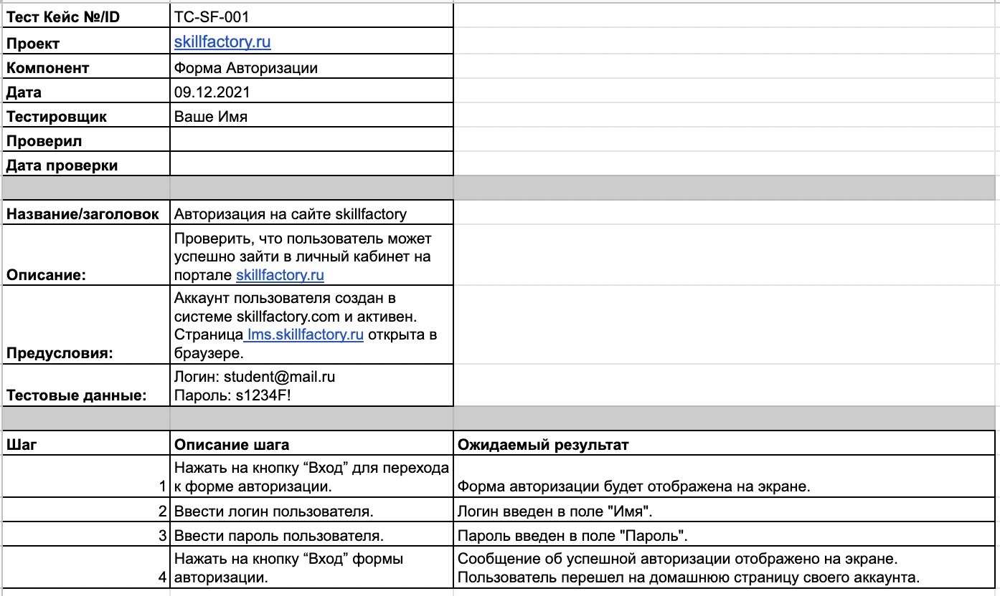 Тест Кейс №/ID TC-SF-001
Проект skillfactory.ru
Компонент Форма Авторизации
Дата 09.12.2021
Тестировщик Ваше Имя
Проверил
Дата проверки
Название/заголовок Авторизация на сайте skillfactory
Проверить, что пользователь может
успешно зайти в личный кабинет на
Описание: портале skillfactory.ru
Аккаунт пользователя создан в
системе skillfactory.com и активен.
Страница lms.skillfactory.ru открыта в
Предусловия: браузере.
Логин: student@mail.ru
Тестовые данные: Пароль: s1234F!
Шаг Описание шага Ожидаемый результат
Нажать на кнопку “Вход” для перехода
1 к форме авторизации. Форма авторизации будет отображена на экране.
2 Ввести логин пользователя. Логин введен в поле "Имя".
3 Ввести пароль пользователя. Пароль введен в поле "Пароль".
Нажать на кнопку “Вход” формы Сообщение об успешной авторизации отображено на экране.
4 авторизации. Пользователь перешел на домашнюю страницу своего аккаунта.